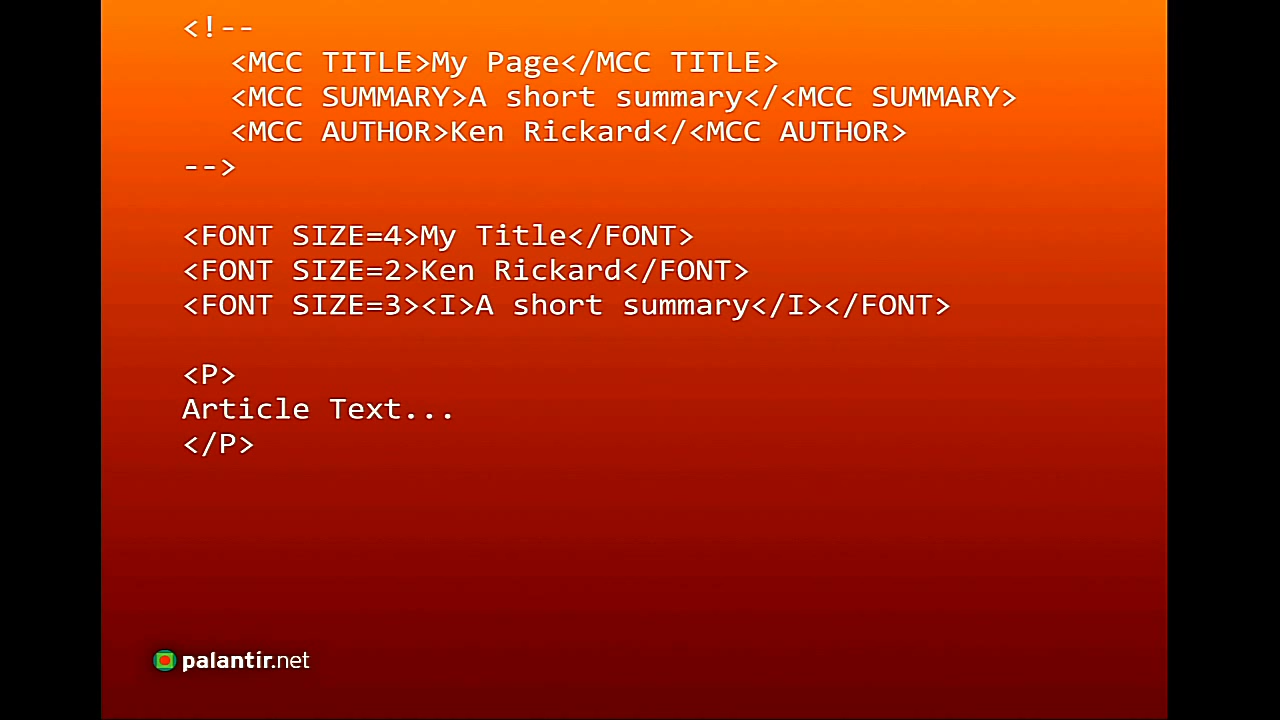 <!--
<MCC TITLE>My Page</MCC TITLE>
<MCC SUMMARY>A short summary</<MCC SUMMARY>
<MCC AUTHOR>Ken Rickard</<MCC AUTHOR>
-->
<FONT SIZE=4>My Title</FONT>
<FONT SIZE=2>Ken Rickard</FONT>
<FONT SIZE=3><I>A short summary</I></FONT>
<P>
Article Text...
</P>
palantir.net